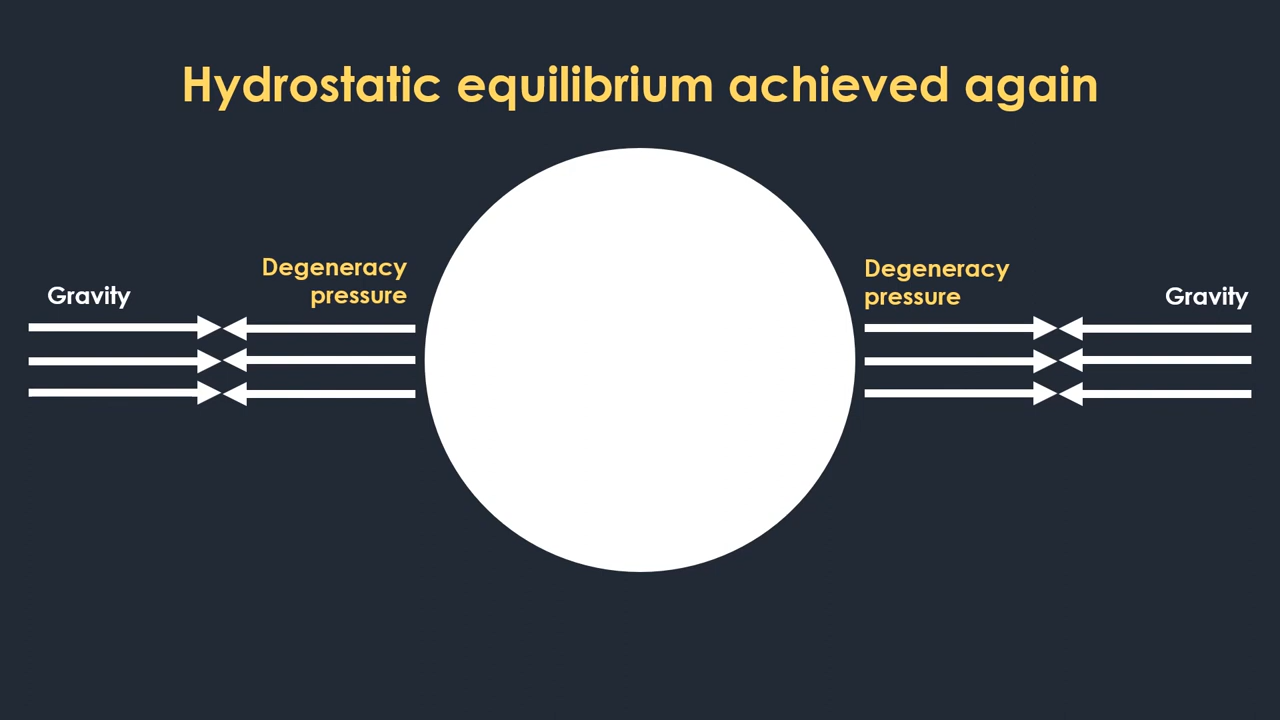 Hydrostatic equilibrium achieved again
Gravity
Degeneracy
pressure
Degeneracy
pressure
Gravity